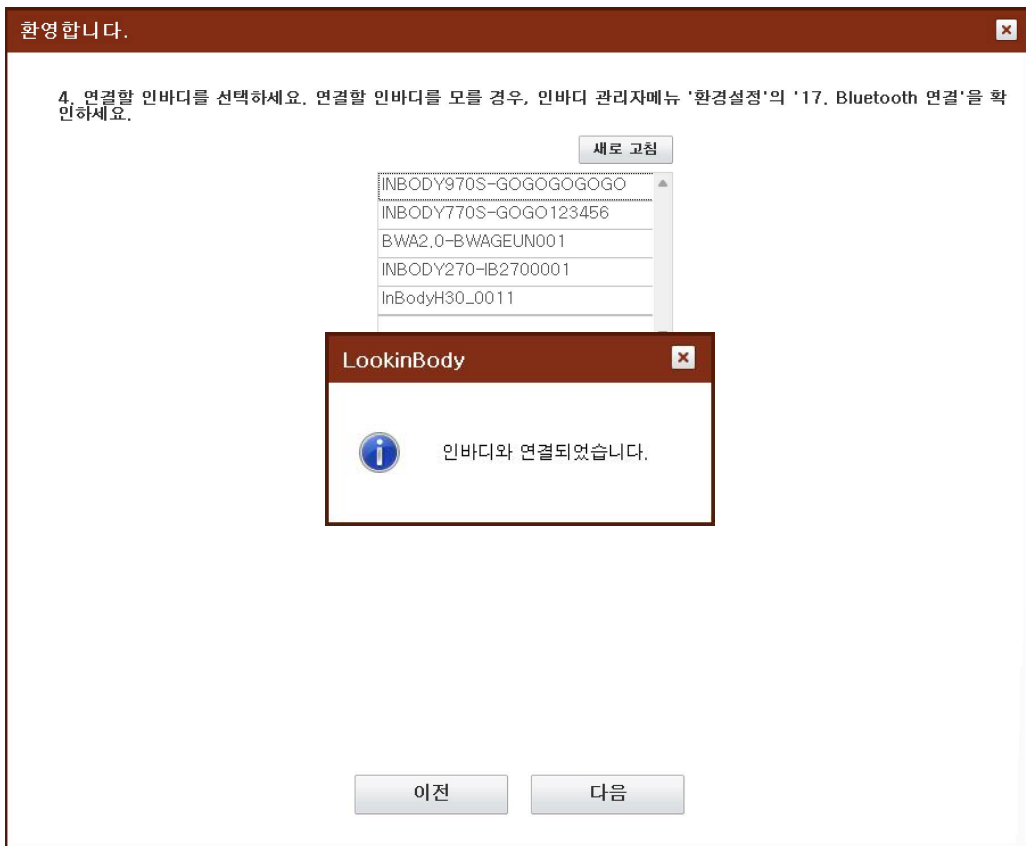 환영합니다.
4. 연결할 인바디를 선택하세요. 연결할 인바디를 모를 경우, 인바디 관리자메뉴 '환경설정'의 '17. Bluetooth 연결'을 확
인하세요.
새로 고침
INBODY970S-GOGOGOGOGO
INBODY770S-GOGO123456
BWA2.0-BWAGEUN001
INBODY270-IB2700001
InBodyH30_0011
LookinBody
인바디와 연결되었습니다.
이전
다음